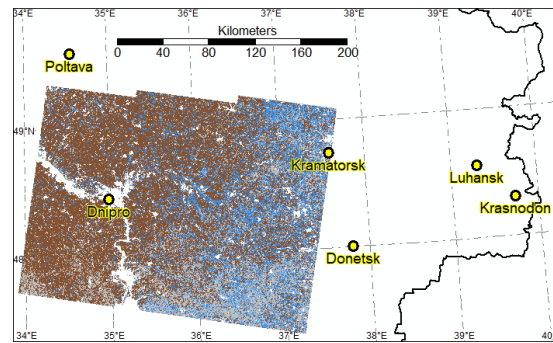 34°E 35°E 36°E 37°E 38°E 39°E 40°E
Kilometers
0 40 80 120 160 200
Poltava
49°N
Kramatorsk
Luhansk
Krasnodon
Dnipro
Donetsk
48°
34°E 35°E 36°E 37°E 38°E 39°E 40°